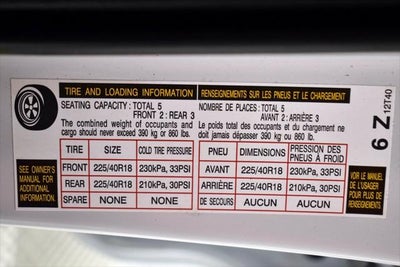 TIRE AND LOADING INFORMATION
RENSEIGNEMENTS SUR LES PNEUS ET LE CHARGEMENT
SEATING CAPACITY : TOTAL 5
FRONT 2 : REAR 3
The combined weight of occupants and
cargo should never exceed 390 kg or 860 lbs.
NOMBRE DE PLACES : TOTAL 5
AVANT 2 : ARRIÈRE 3
Le poids total des occupants et du chargement ne
doit jamais dépasser 390 kg ou 860 lb.
SEE OWNER'S
MANUAL FOR
ADDITIONAL
INFORMATION.
TIRE SIZE COLD TIRE PRESSURE
FRONT 225/40R18 230kPa, 33PSI
REAR 225/40R18 210kPa, 30PSI
SPARE NONE NONE
PNEU DIMENSIONS PRESSION DES
PNEUS À FROID
AVANT 225/40R18 230kPa, 33PSI
ARRIÈRE 225/40R18 210kPa, 30PSI
DE SECOURS AUCUN AUCUN
VOIR LE MANUEL
DE L'USAGER
POUR PLUS DE
RENSEIGNEMENTS.
6 Z 12T40